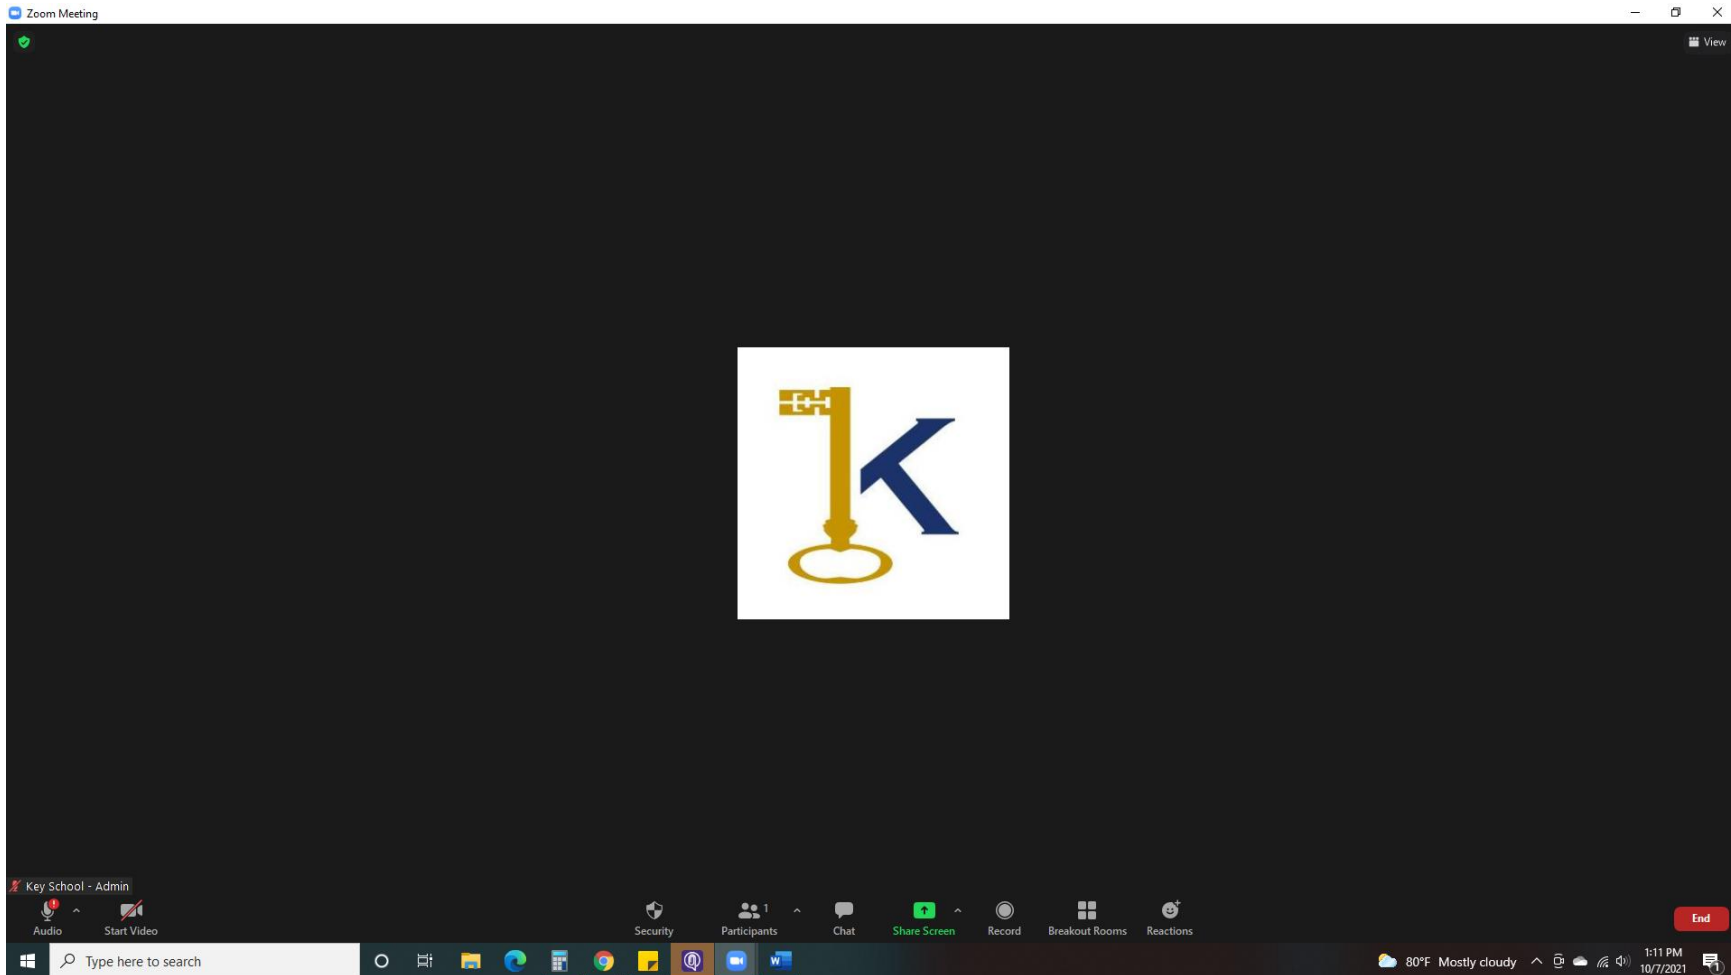 Zoom Meeting
View
K
Key School - Admin
Audio
Start Video
Security
Participants
1
Chat
Share Screen
Record
Breakout Rooms
Reactions
End
Type here to search
80°F Mostly cloudy
1:11 PM
10/7/2021